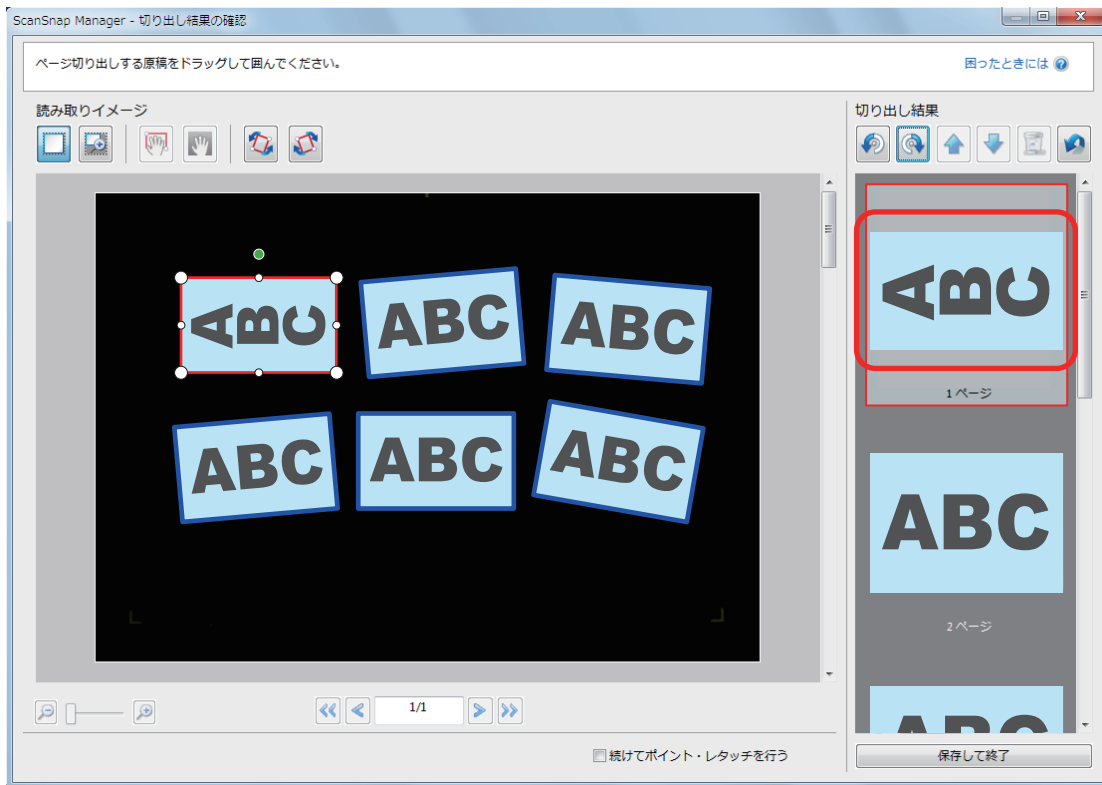 ScanSnap Manager - 切り出し結果の確認
ページ切り出しする原稿をドラッグして囲んでください。
困ったときには
読み取りイメージ
切り出し結果
ABC
ABC
ABC
ABC
ABC
ABC
ABC
1 ページ
ABC
2 ページ
ABC
1/1
続けてポイント・レタッチを行う
保存して終了